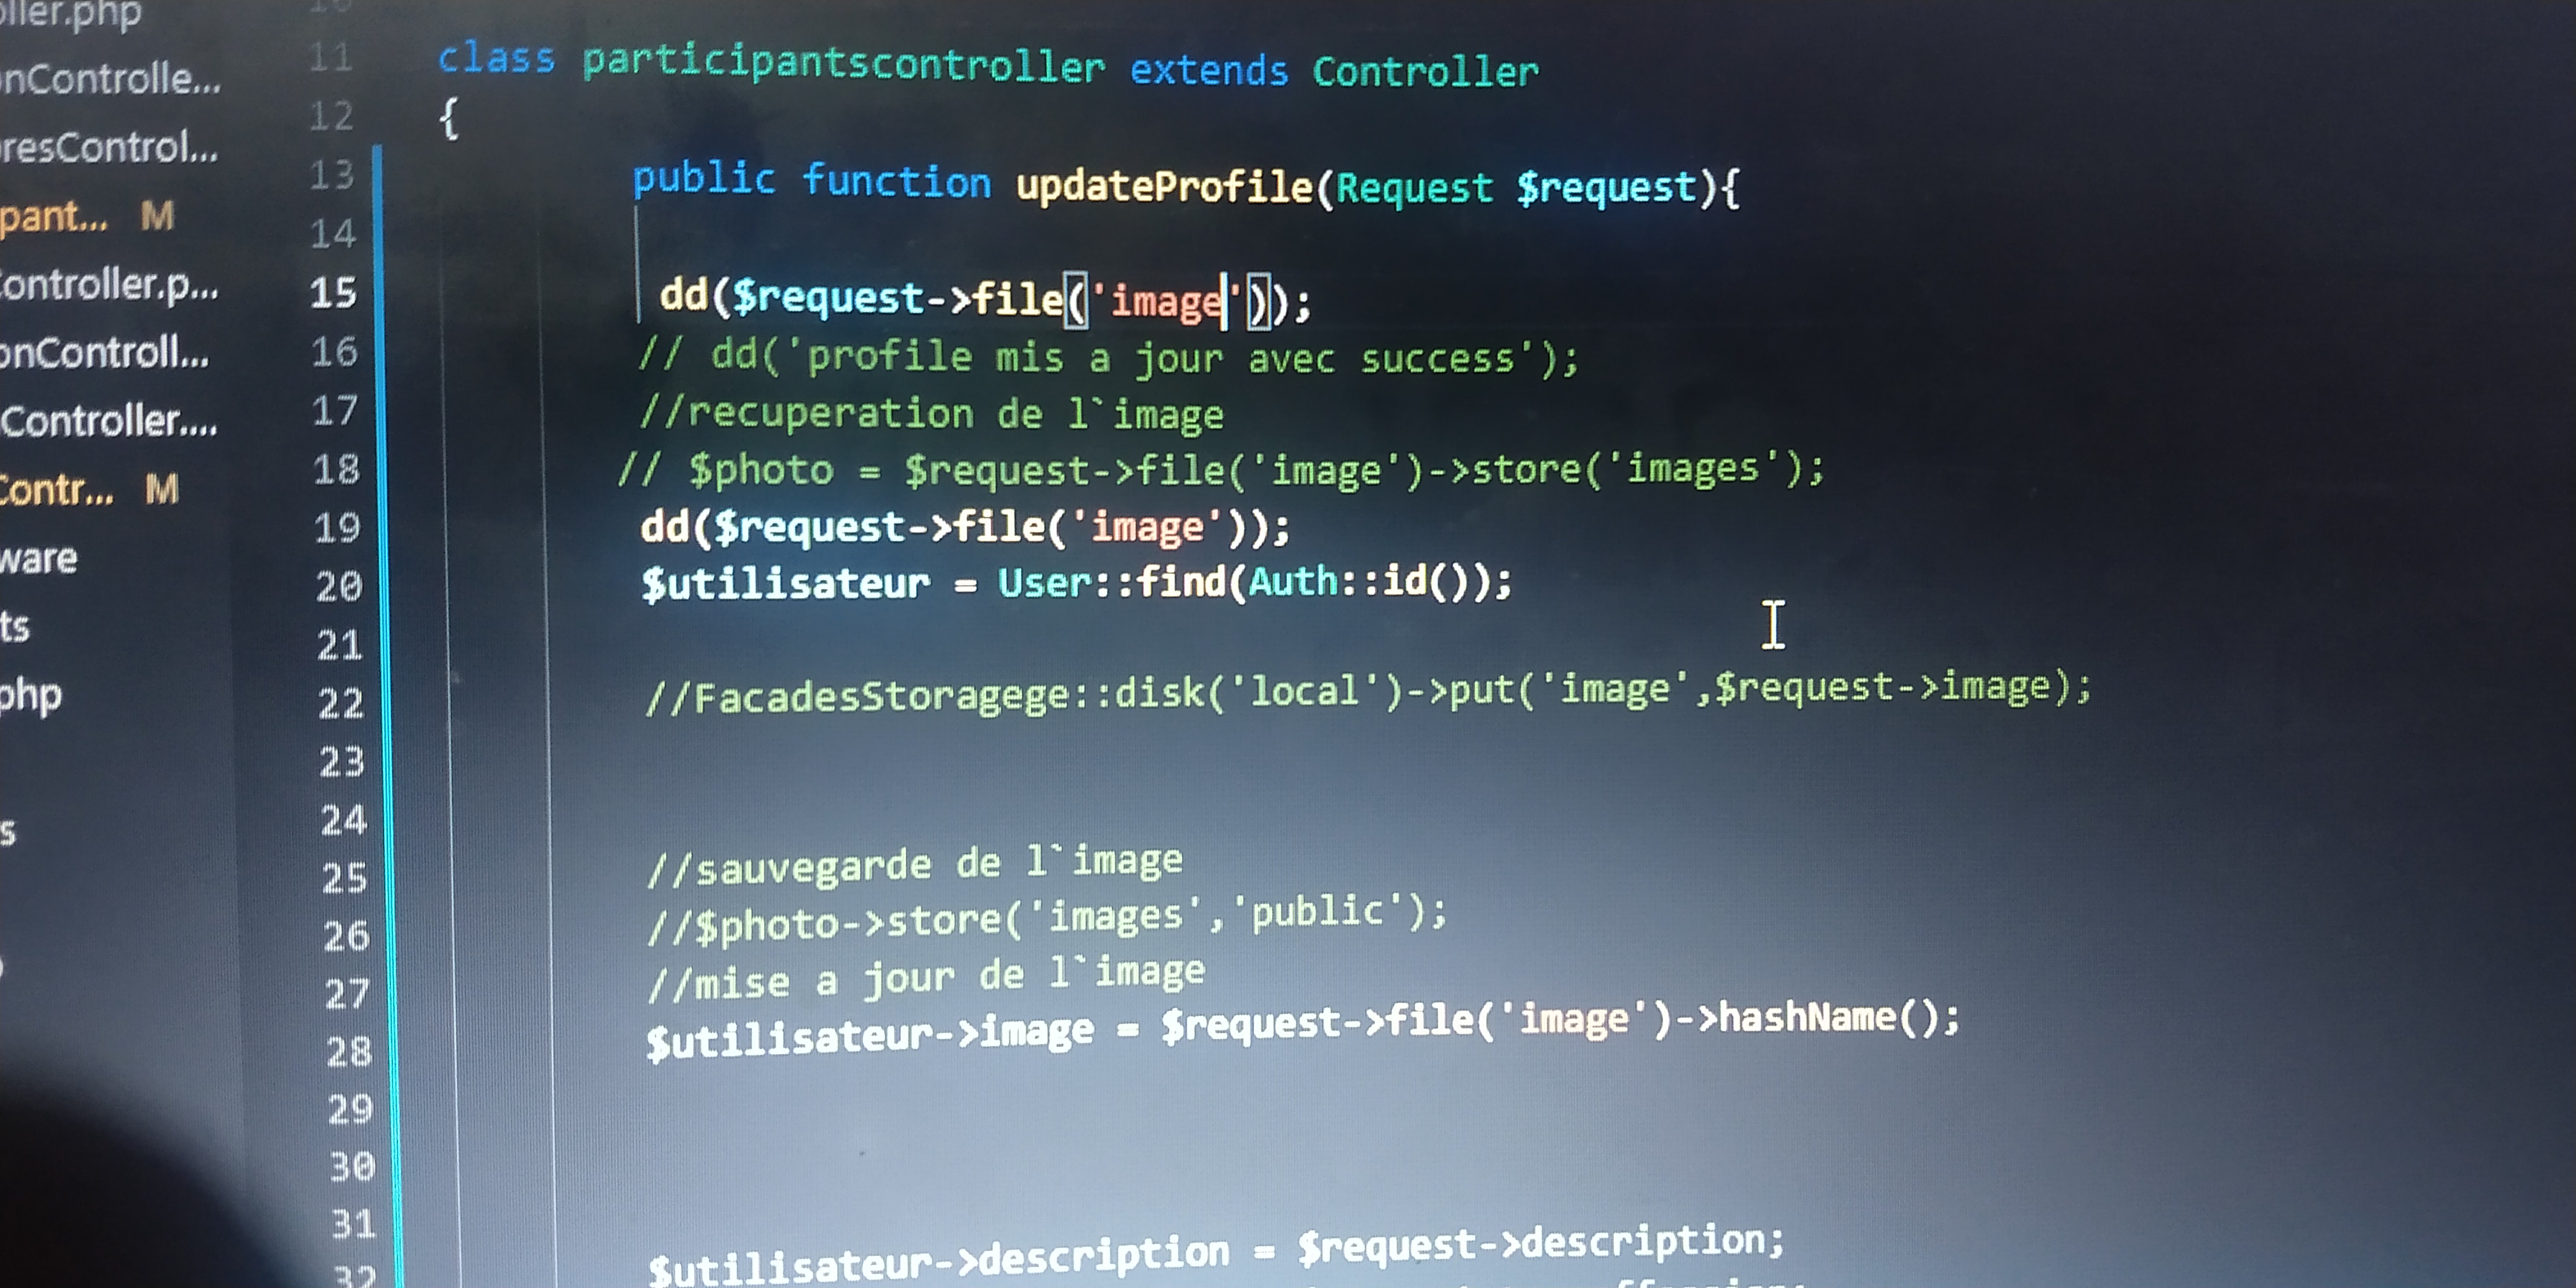 oller.php
nControlle...
resControl...
pant... M
Controller.p...
onControll...
Controller....
Contr... M
ware
ts
php
s
11 class participantscontroller extends Controller
12 {
13 public function updateProfile(Request $request){
14
15 dd($request->file('image'));
16 // dd('profile mis a jour avec success');
17 //recuperation de l`image
18 // $photo = $request->file('image')->store('images');
19 dd($request->file('image'));
20 $utilisateur = User::find(Auth::id());
21
22 //FacadesStoragege::disk('local')->put('image',$request->image);
23
24
25 //sauvegarde de l`image
26 //$photo->store('images','public');
27 //mise a jour de l`image
28 $utilisateur->image = $request->file('image')->hashName();
29
30
31
32 $utilisateur->description = $request->description;